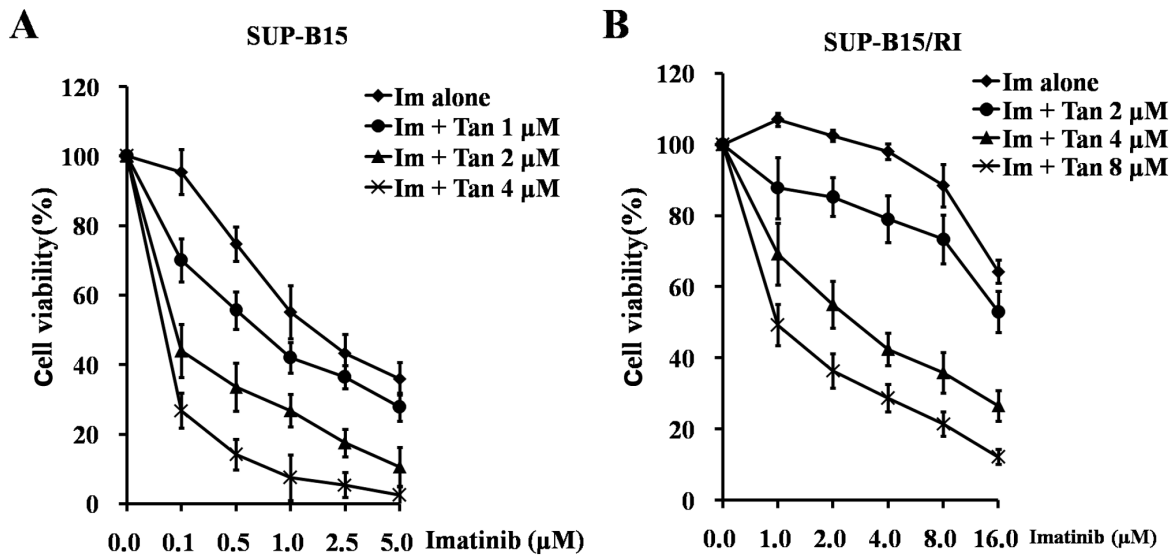 A
SUP-B15
Im alone
Im + Tan 1 µM
Im + Tan 2 µM
Im + Tan 4 µM
Cell viability(%)
120
100
80
60
40
20
0
0.0 0.1 0.5 1.0 2.5 5.0 Imatinib (µM)
B
SUP-B15/RI
Im alone
Im + Tan 2 µM
Im + Tan 4 µM
Im + Tan 8 µM
Cell viability(%)
120
100
80
60
40
20
0
0.0 1.0 2.0 4.0 8.0 16.0 Imatinib (µM)